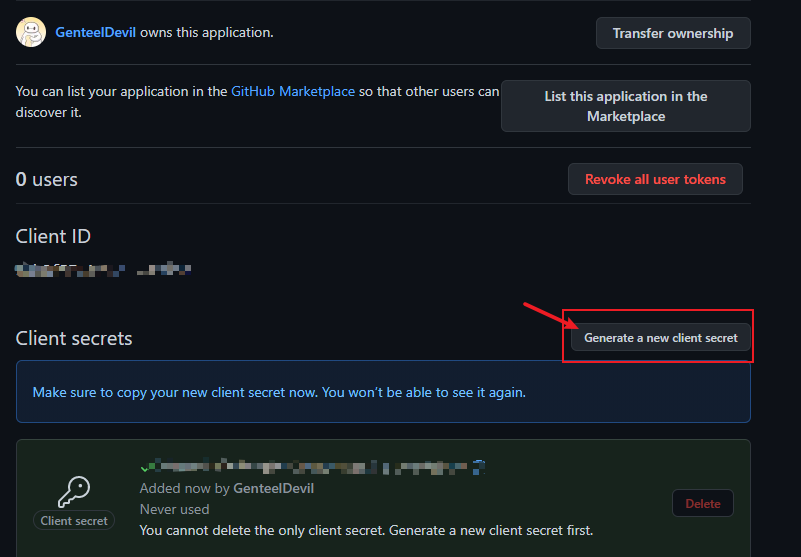 GenteelDevil owns this application.
Transfer ownership
You can list your application in the GitHub Marketplace so that other users can
discover it.
List this application in the
Marketplace
0 users
Revoke all user tokens
Client ID
Client secrets
Generate a new client secret
Make sure to copy your new client secret now. You won’t be able to see it again.
Added now by GenteelDevil
Never used
You cannot delete the only client secret. Generate a new client secret first.
Client secret
Delete